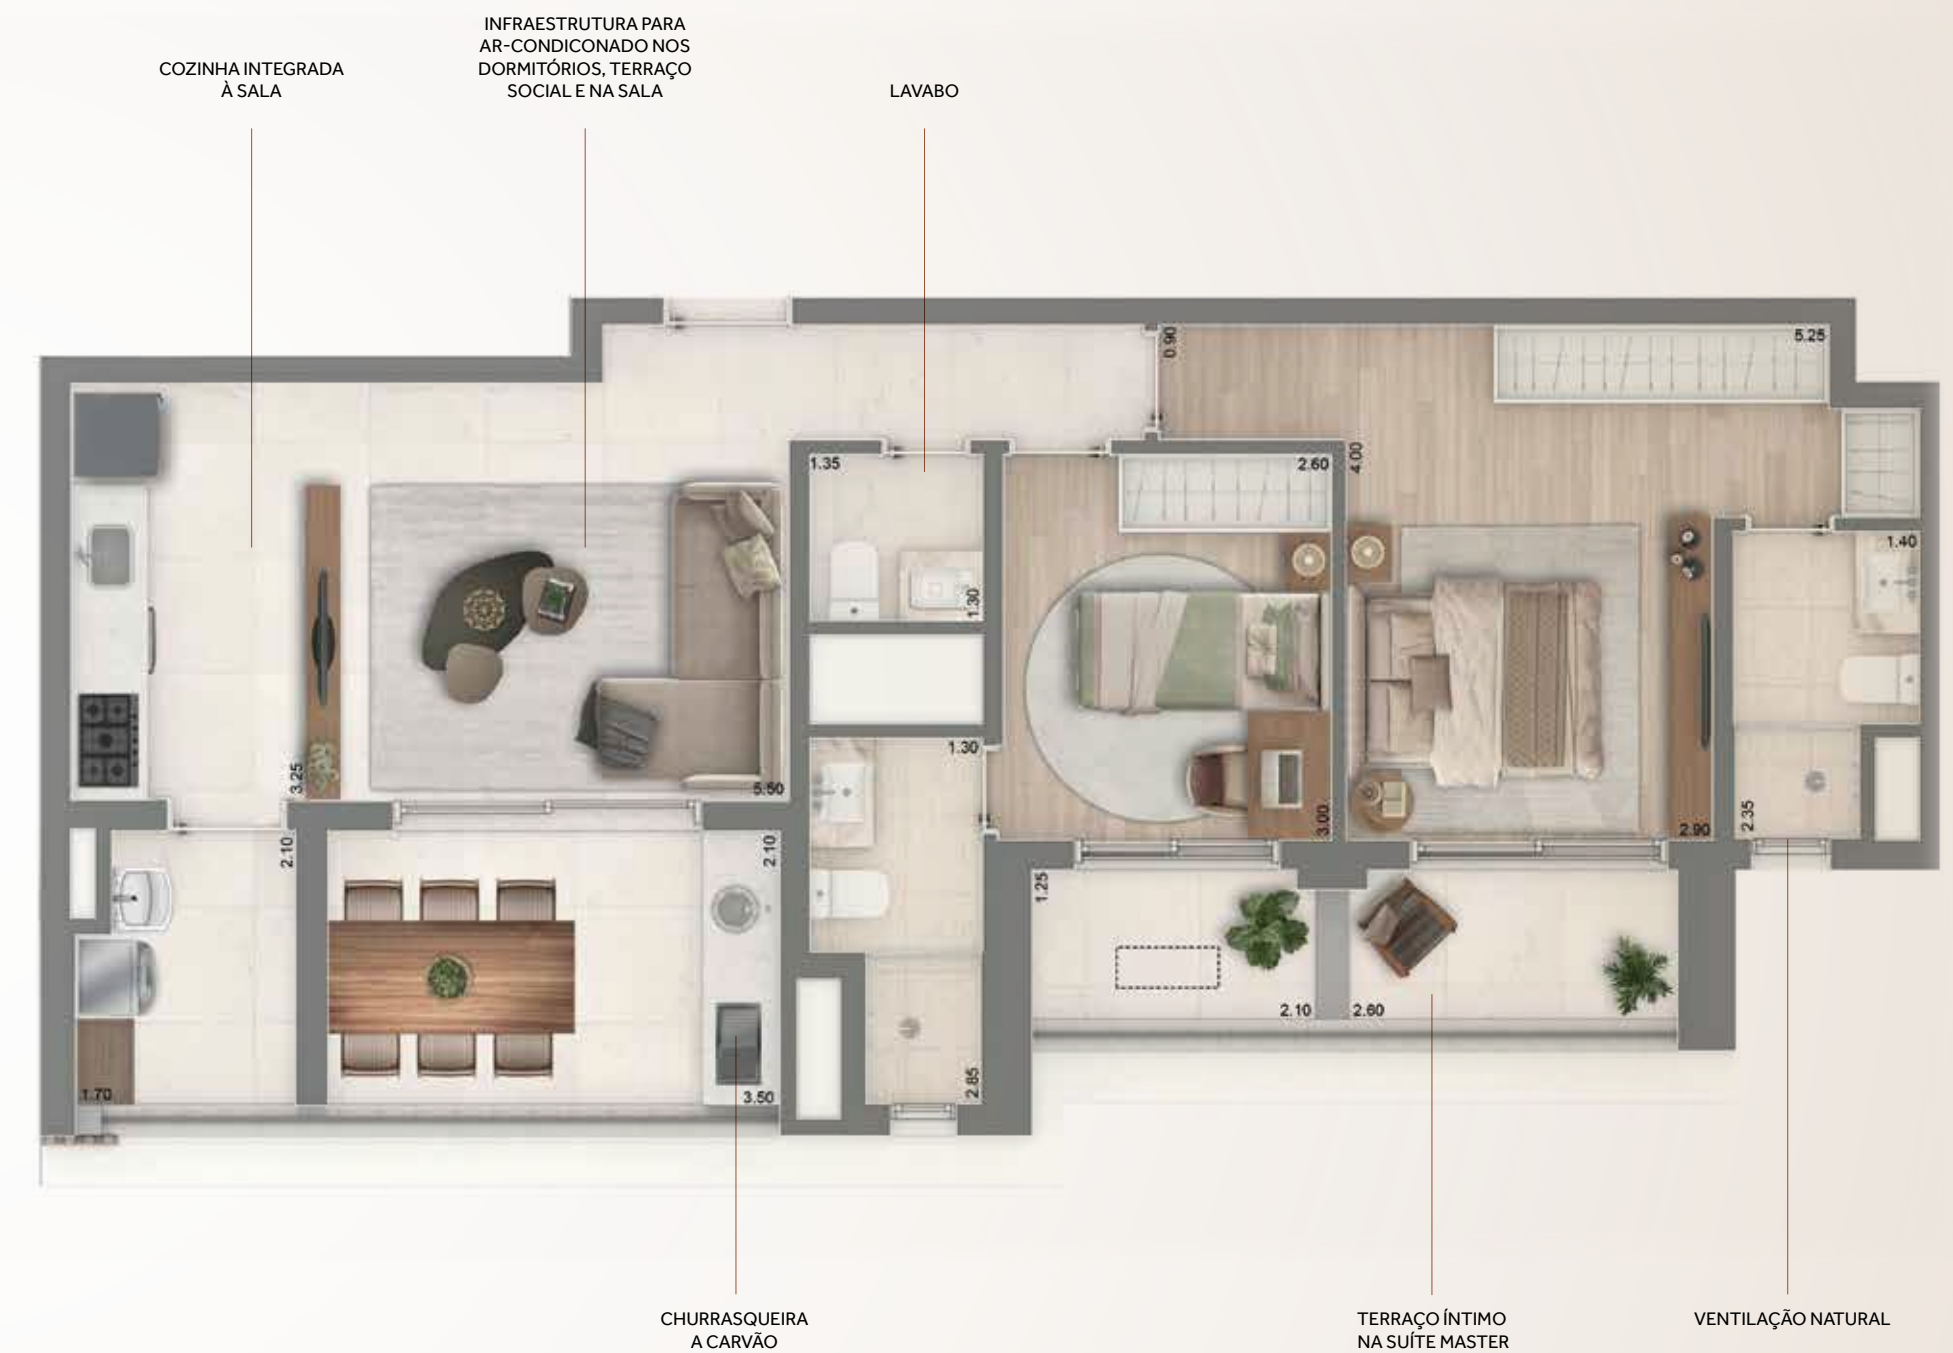 INFRAESTRUTURA PARA
AR-CONDICONADO NOS
DORMITÓRIOS, TERRAÇO
SOCIAL E NA SALA
COZINHA INTEGRADA
À SALA
LAVABO
0.90
5.25
1.35
2.60
4.00
1.40
1.30
1.30
3.25
5.50
3.00
2.90
2.35
2.10
2.10
1.25
1.70
3.50
2.85
2.10
2.60
CHURRASQUEIRA
A CARVÃO
TERRAÇO ÍNTIMO
NA SUÍTE MASTER
VENTILAÇÃO NATURAL